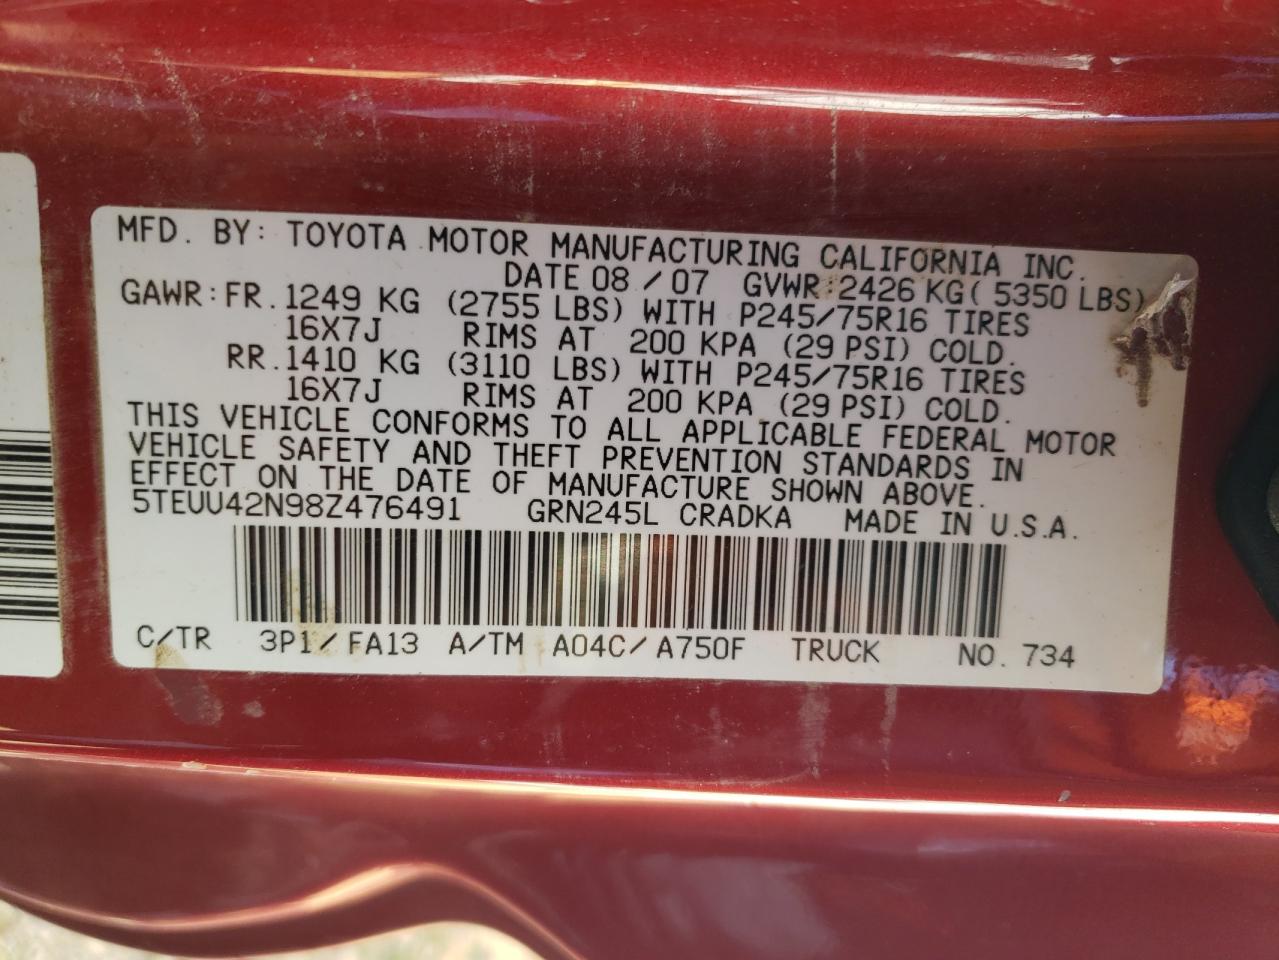 MFD. BY: TOYOTA MOTOR MANUFACTURING CALIFORNIA INC.
DATE 08 / 07 GVWR:2426 KG( 5350 LBS)
GAWR:FR.1249 KG (2755 LBS) WITH P245/75R16 TIRES
16X7J RIMS AT 200 KPA (29 PSI) COLD.
RR.1410 KG (3110 LBS) WITH P245/75R16 TIRES
16X7J RIMS AT 200 KPA (29 PSI) COLD.
THIS VEHICLE CONFORMS TO ALL APPLICABLE FEDERAL MOTOR
VEHICLE SAFETY AND THEFT PREVENTION STANDARDS IN
EFFECT ON THE DATE OF MANUFACTURE SHOWN ABOVE.
5TEUU42N98Z476491 GRN245L CRADKA MADE IN U.S.A.
C/TR 3P1/FA13 A/TM A04C/A750F TRUCK NO. 734